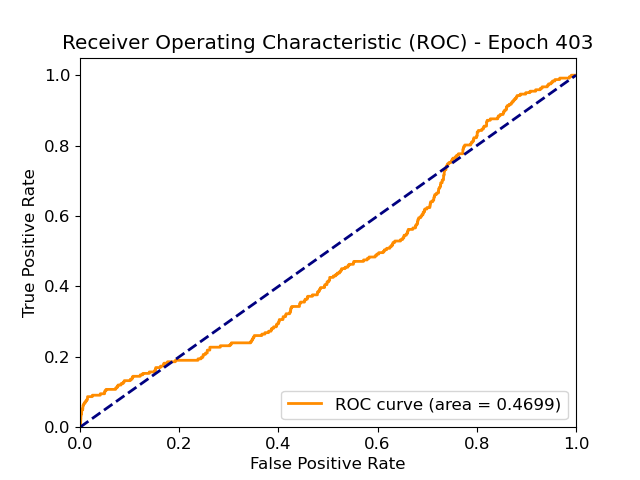 Receiver Operating Characteristic (ROC) - Epoch 403
True Positive Rate
1.0
0.8
0.6
0.4
0.2
0.0
ROC curve (area = 0.4699)
0.0 0.2 0.4 0.6 0.8 1.0
False Positive Rate